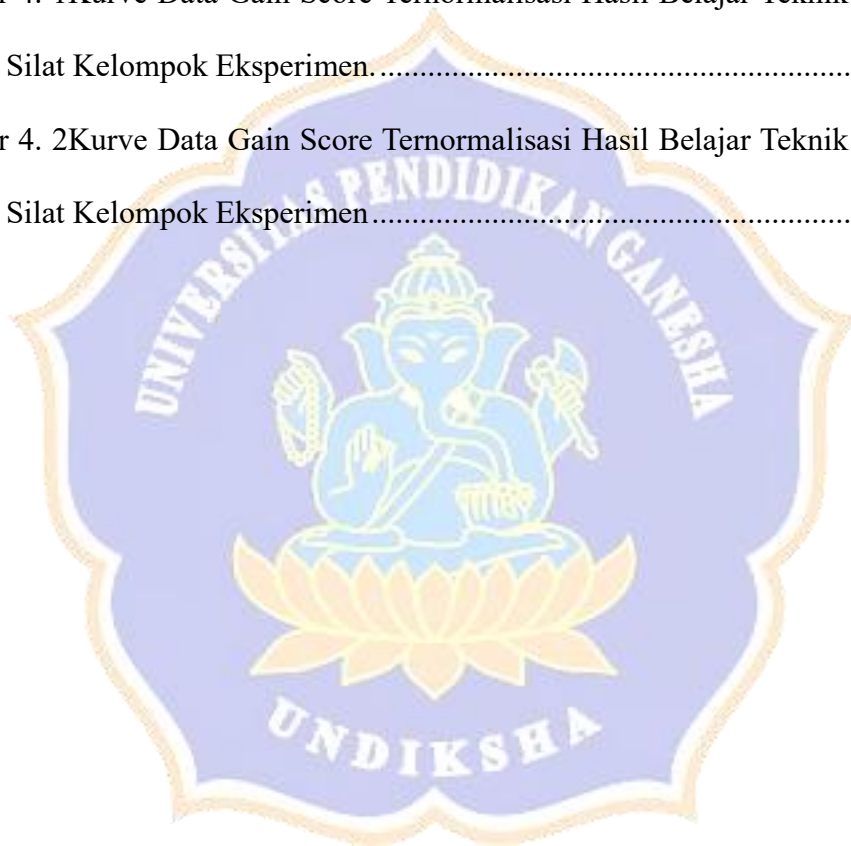 r 4. 1Kurve Data Gain Score Ternormalisasi Hasil Belajar Teknik
Silat Kelompok Eksperimen...........................................................
r 4. 2Kurve Data Gain Score Ternormalisasi Hasil Belajar Teknik
Silat Kelompok Eksperimen............................................................
UNIVERSITAS PENDIDIKAN GANESHA
UNDIKSHA